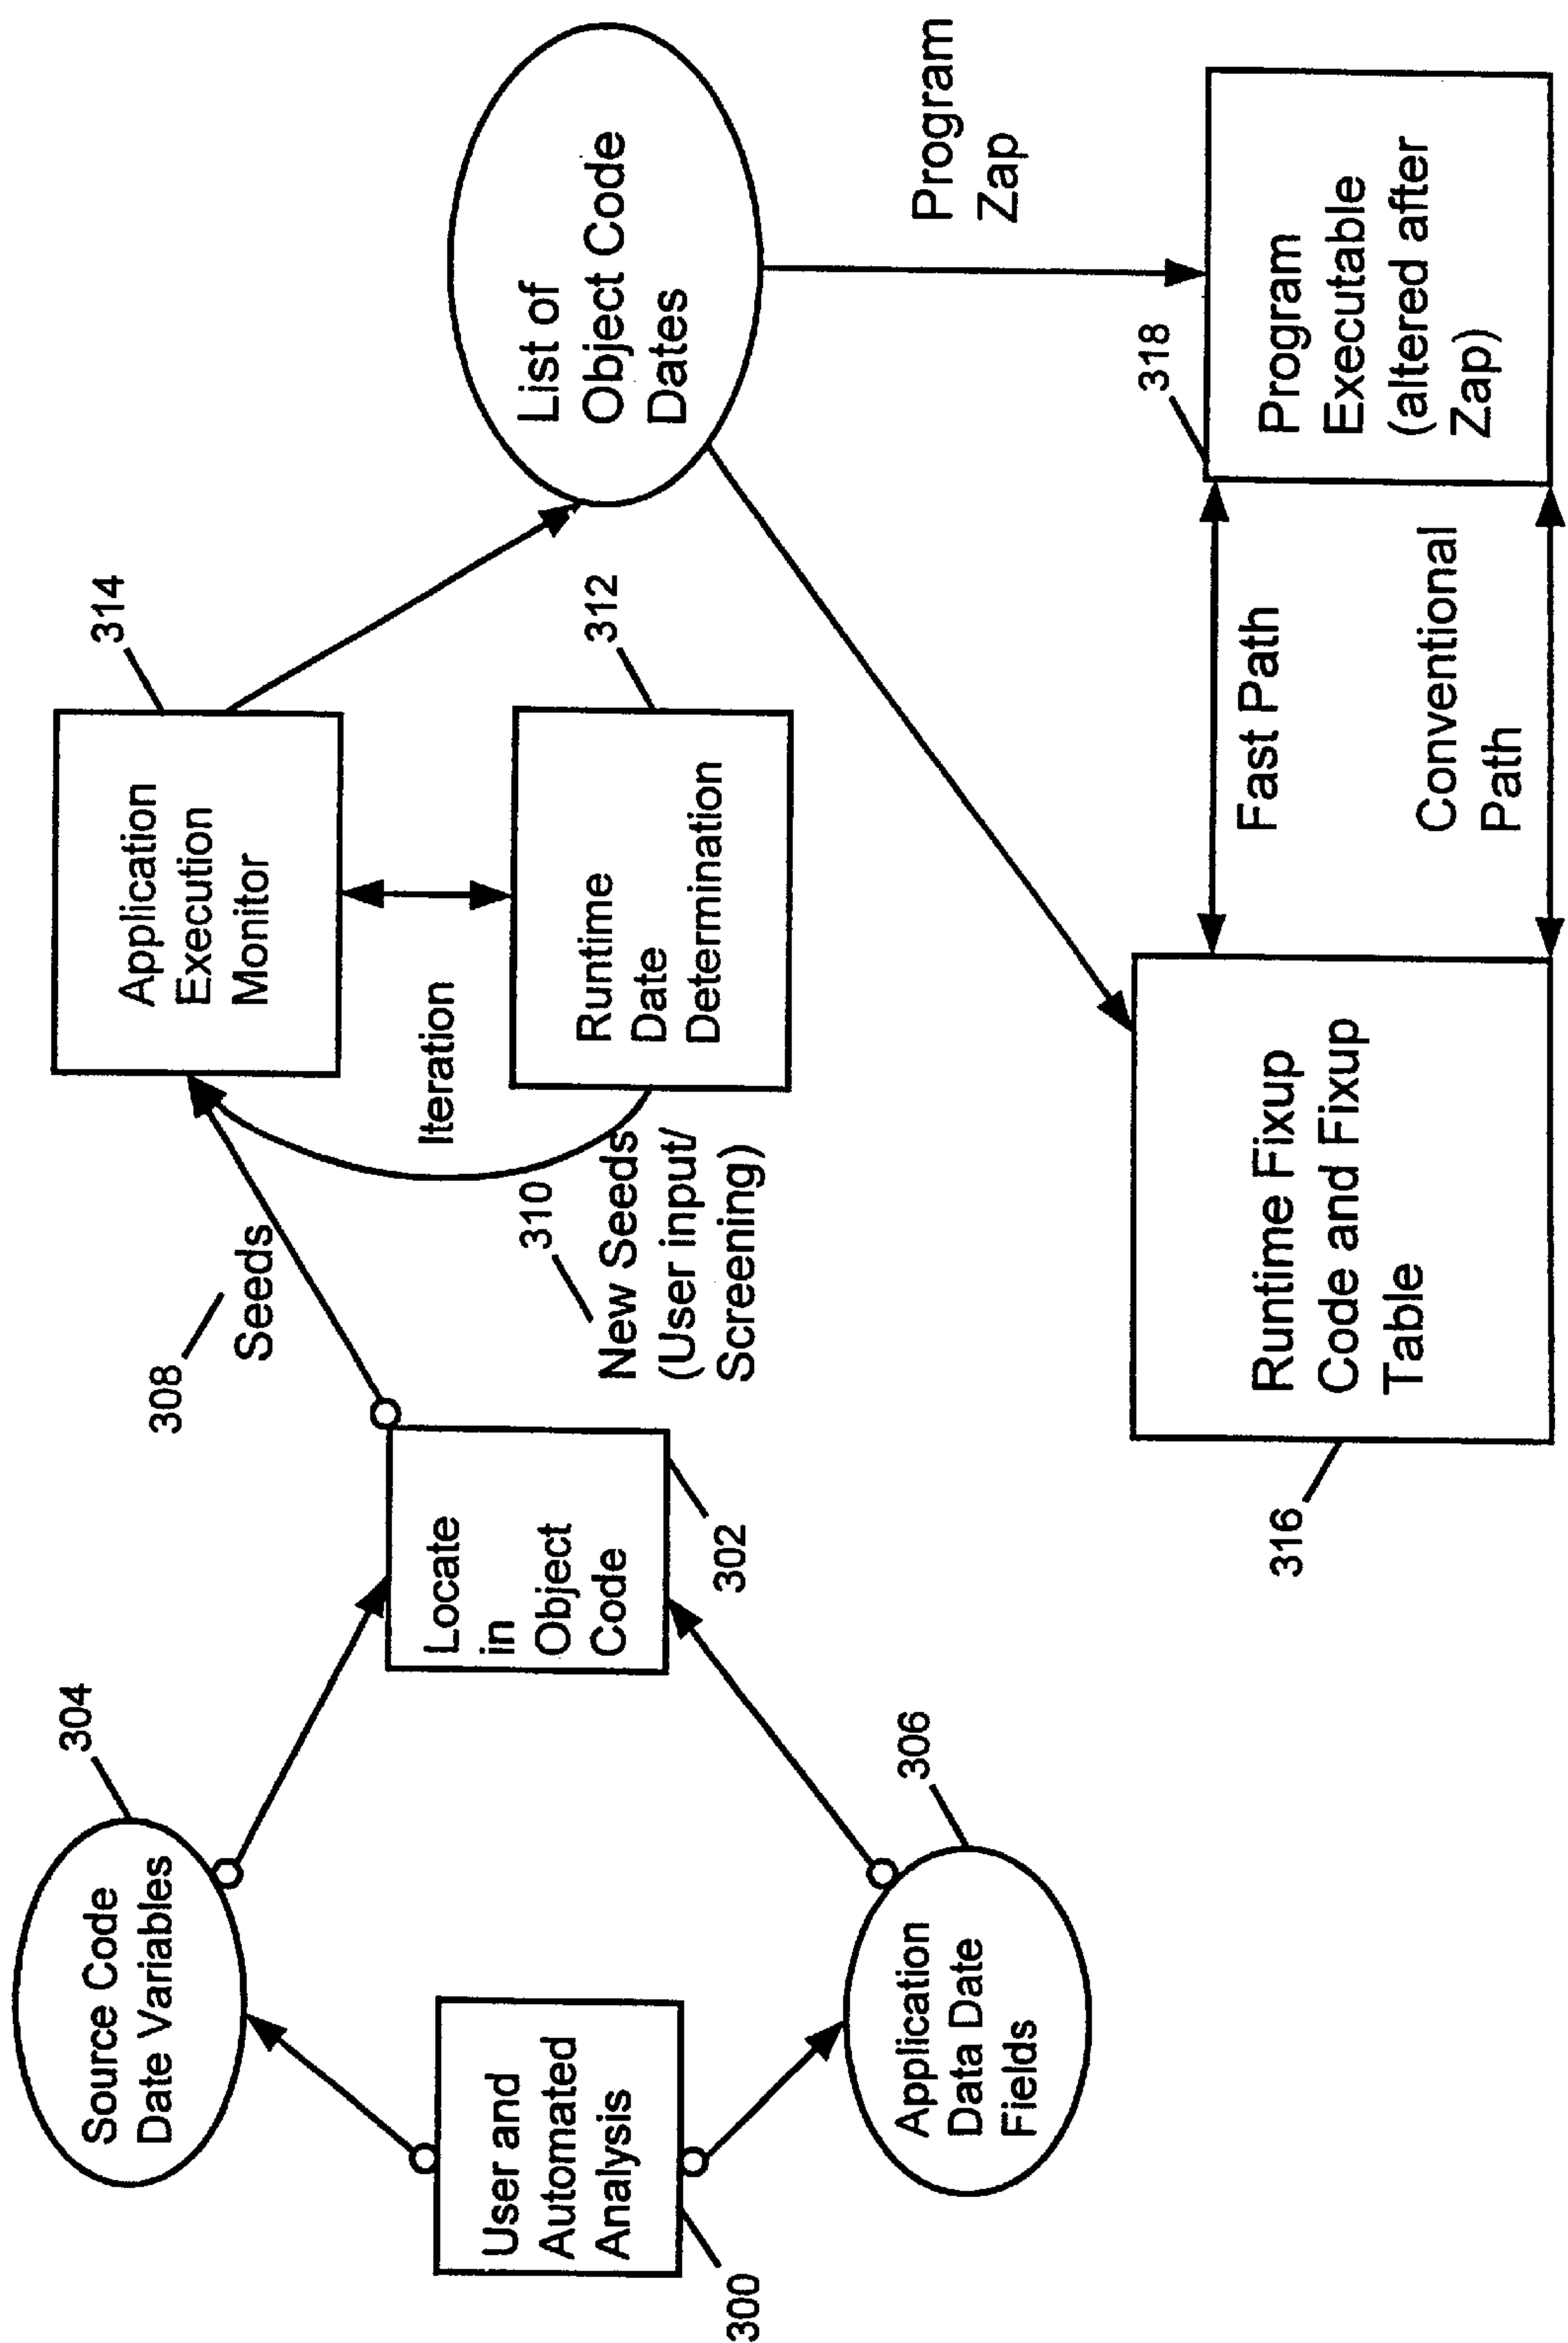 304
Source Code
Date Variables
300
User and
Automated
Analysis
306
Application
Data Date
Fields
302
Locate
in
Object
Code
308
Seeds
310
New Seeds
(User input/
Screening)
Iteration
314
Application
Execution
Monitor
312
Runtime
Date
Determination
List of
Object Code
Dates
Program
Zap
316
Runtime Fixup
Code and Fixup
Table
Fast Path
Conventional
Path
318
Program
Executable
(altered after
Zap)